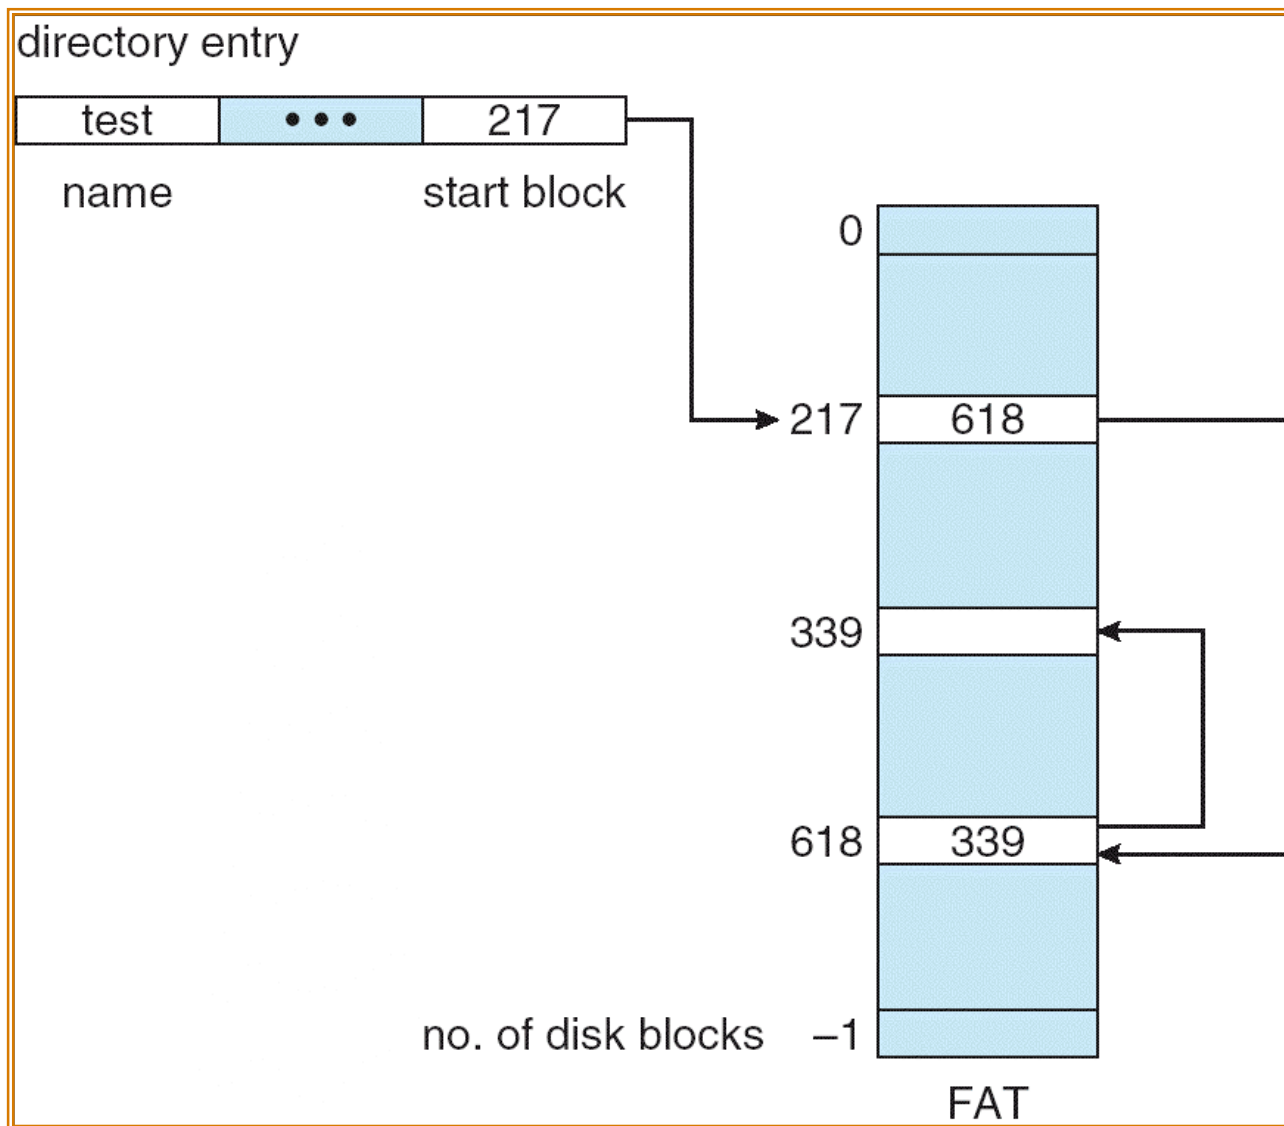 directory entry
test ••• 217
name start block
0
217 618
339
618 339
no. of disk blocks –1
FAT